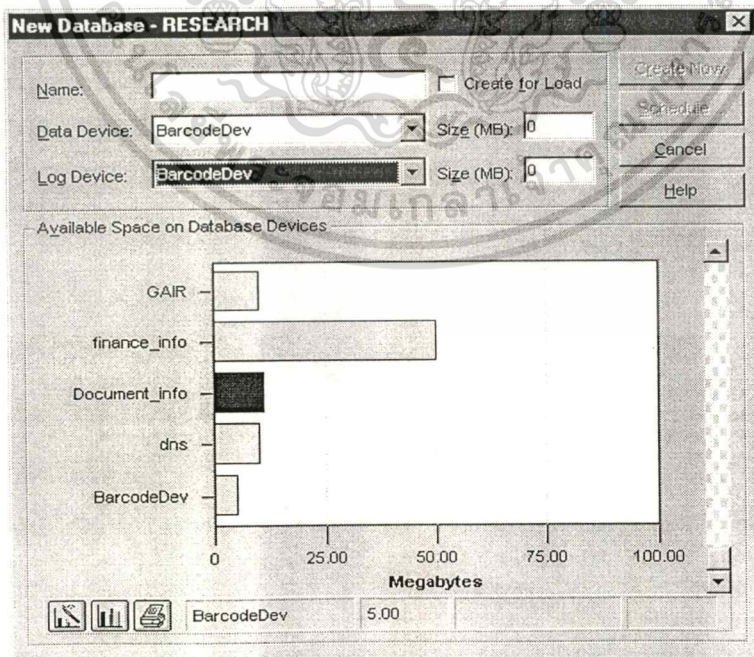 New Database - RESEARCH
Name:
Create for Load
Create Now
Data Device: BarcodeDev
Size (MB): 0
Schedule
Log Device: BarcodeDev
Size (MB): 0
Cancel
Help
Available Space on Database Devices
GAIR
finance_info
Document_info
dns
BarcodeDev
0 25.00 50.00 75.00 100.00
Megabytes
BarcodeDev 5.00